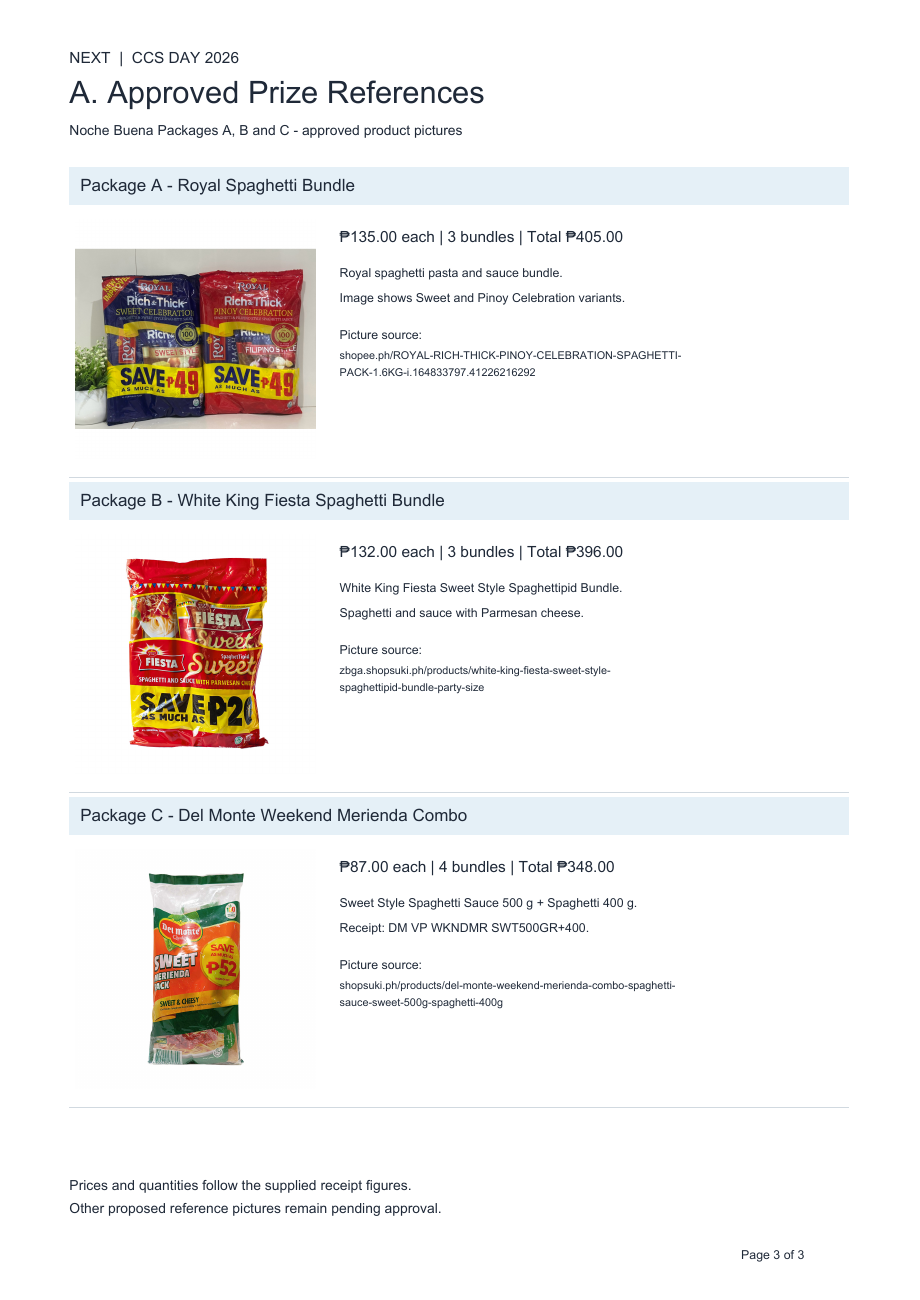 NEXT | CCS DAY 2026
A. Approved Prize References
Noche Buena Packages A, B and C - approved product pictures
Package A - Royal Spaghetti Bundle
ROYAL
Rich & Thick
SWEET CELEBRATION
SWEET STYLE
SAVE ₱49
AS MUCH AS
ROYAL
Rich & Thick
PINOY CELEBRATION
FILIPINO STYLE
SAVE ₱49
AS MUCH AS
₱135.00 each | 3 bundles | Total ₱405.00
Royal spaghetti pasta and sauce bundle.
Image shows Sweet and Pinoy Celebration variants.
Picture source:
shopee.ph/ROYAL-RICH-THICK-PINOY-CELEBRATION-SPAGHETTI-
PACK-1.6KG-i.164833797.41226216292
Package B - White King Fiesta Spaghetti Bundle
FIESTA
Sweet
FIESTA
Spaghettipid
Sweet
SPAGHETTI AND SAUCE WITH PARMESAN
SAVE ₱20
AS MUCH AS
₱132.00 each | 3 bundles | Total ₱396.00
White King Fiesta Sweet Style Spaghettipid Bundle.
Spaghetti and sauce with Parmesan cheese.
Picture source:
zbga.shopsuki.ph/products/white-king-fiesta-sweet-style-
spaghettipid-bundle-party-size
Package C - Del Monte Weekend Merienda Combo
Del Monte
SWEET
MERIENDA
PACK
SAVE
₱52
SWEET & CHEESY
₱87.00 each | 4 bundles | Total ₱348.00
Sweet Style Spaghetti Sauce 500 g + Spaghetti 400 g.
Receipt: DM VP WKNDMR SWT500GR+400.
Picture source:
shopsuki.ph/products/del-monte-weekend-merienda-combo-spaghetti-
sauce-sweet-500g-spaghetti-400g
Prices and quantities follow the supplied receipt figures.
Other proposed reference pictures remain pending approval.
Page 3 of 3